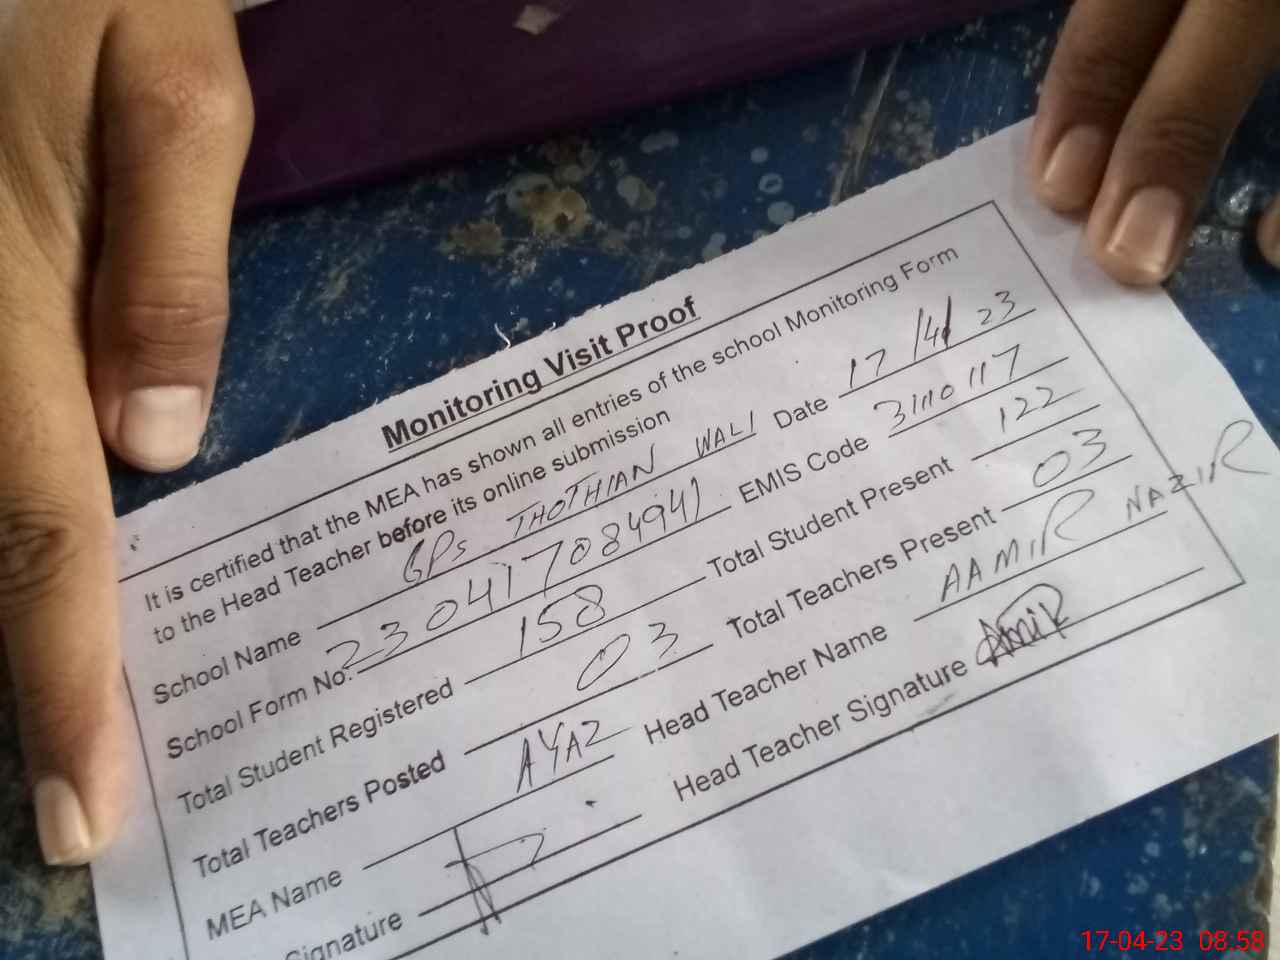 Monitoring Visit Proof
It is certified that the MEA has shown all entries of the school Monitoring Form
to the Head Teacher before its online submission
School Name GPs THOTHIAN WALI Date 17/4/23
School Form No. 23041708494) EMIS Code 31110117
Total Student Registered 158 Total Student Present 122
Total Teachers Posted 03 Total Teachers Present 03
MEA Name AYAZ Head Teacher Name AAMIR NAZIR
Signature Head Teacher Signature Amir
17-04-23 08:58